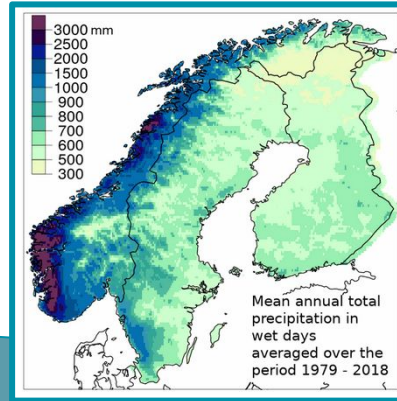 3000 mm
2500
2000
1500
1000
900
800
700
600
500
300
Mean annual total
precipitation in
wet days
averaged over the
period 1979 - 2018